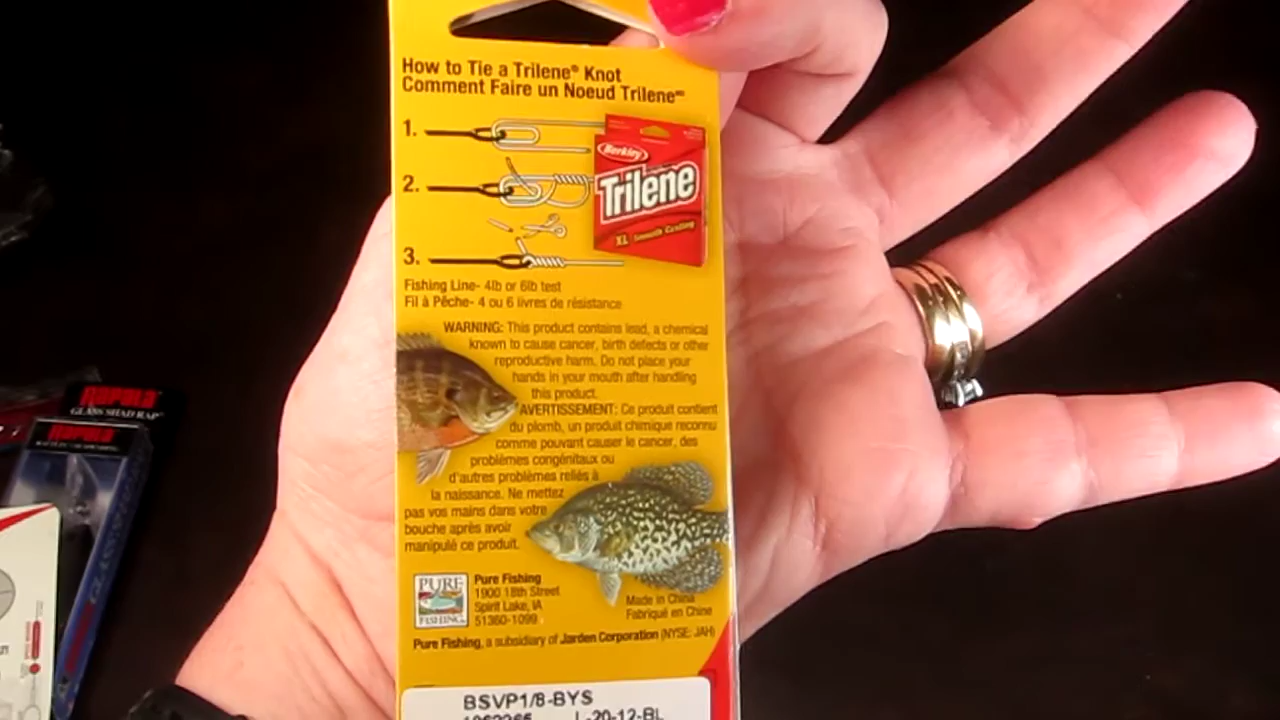 How to Tie a Trilene® Knot
Comment Faire un Noeud Trilene
1.
Berkley
Trilene
XL Smooth Casting
2.
3.
Fishing Line- 4lb or 6lb test
Fil à Pêche- 4 ou 6 livres de résistance
WARNING: This product contains lead, a chemical
known to cause cancer, birth defects or other
reproductive harm. Do not place your
hands in your mouth after handling
this product.
AVERTISSEMENT: Ce produit contient
du plomb, un produit chimique reconnu
comme pouvant causer le cancer, des
problèmes congénitaux ou
d'autres problèmes reliés à
la naissance. Ne mettez
pas vos mains dans votre
bouche après avoir
manipulé ce produit.
PURE
FISHING
Pure Fishing
1900 18th Street
Spirit Lake, IA
51360-1099
Made in China
Fabriqué en Chine
Pure Fishing, a subsidiary of Jarden Corporation (NYSE: JAH)
BSVP1/8-BYS
L-20-12-BL
RAPALA
GLASS SHAD RAP
RAPALA